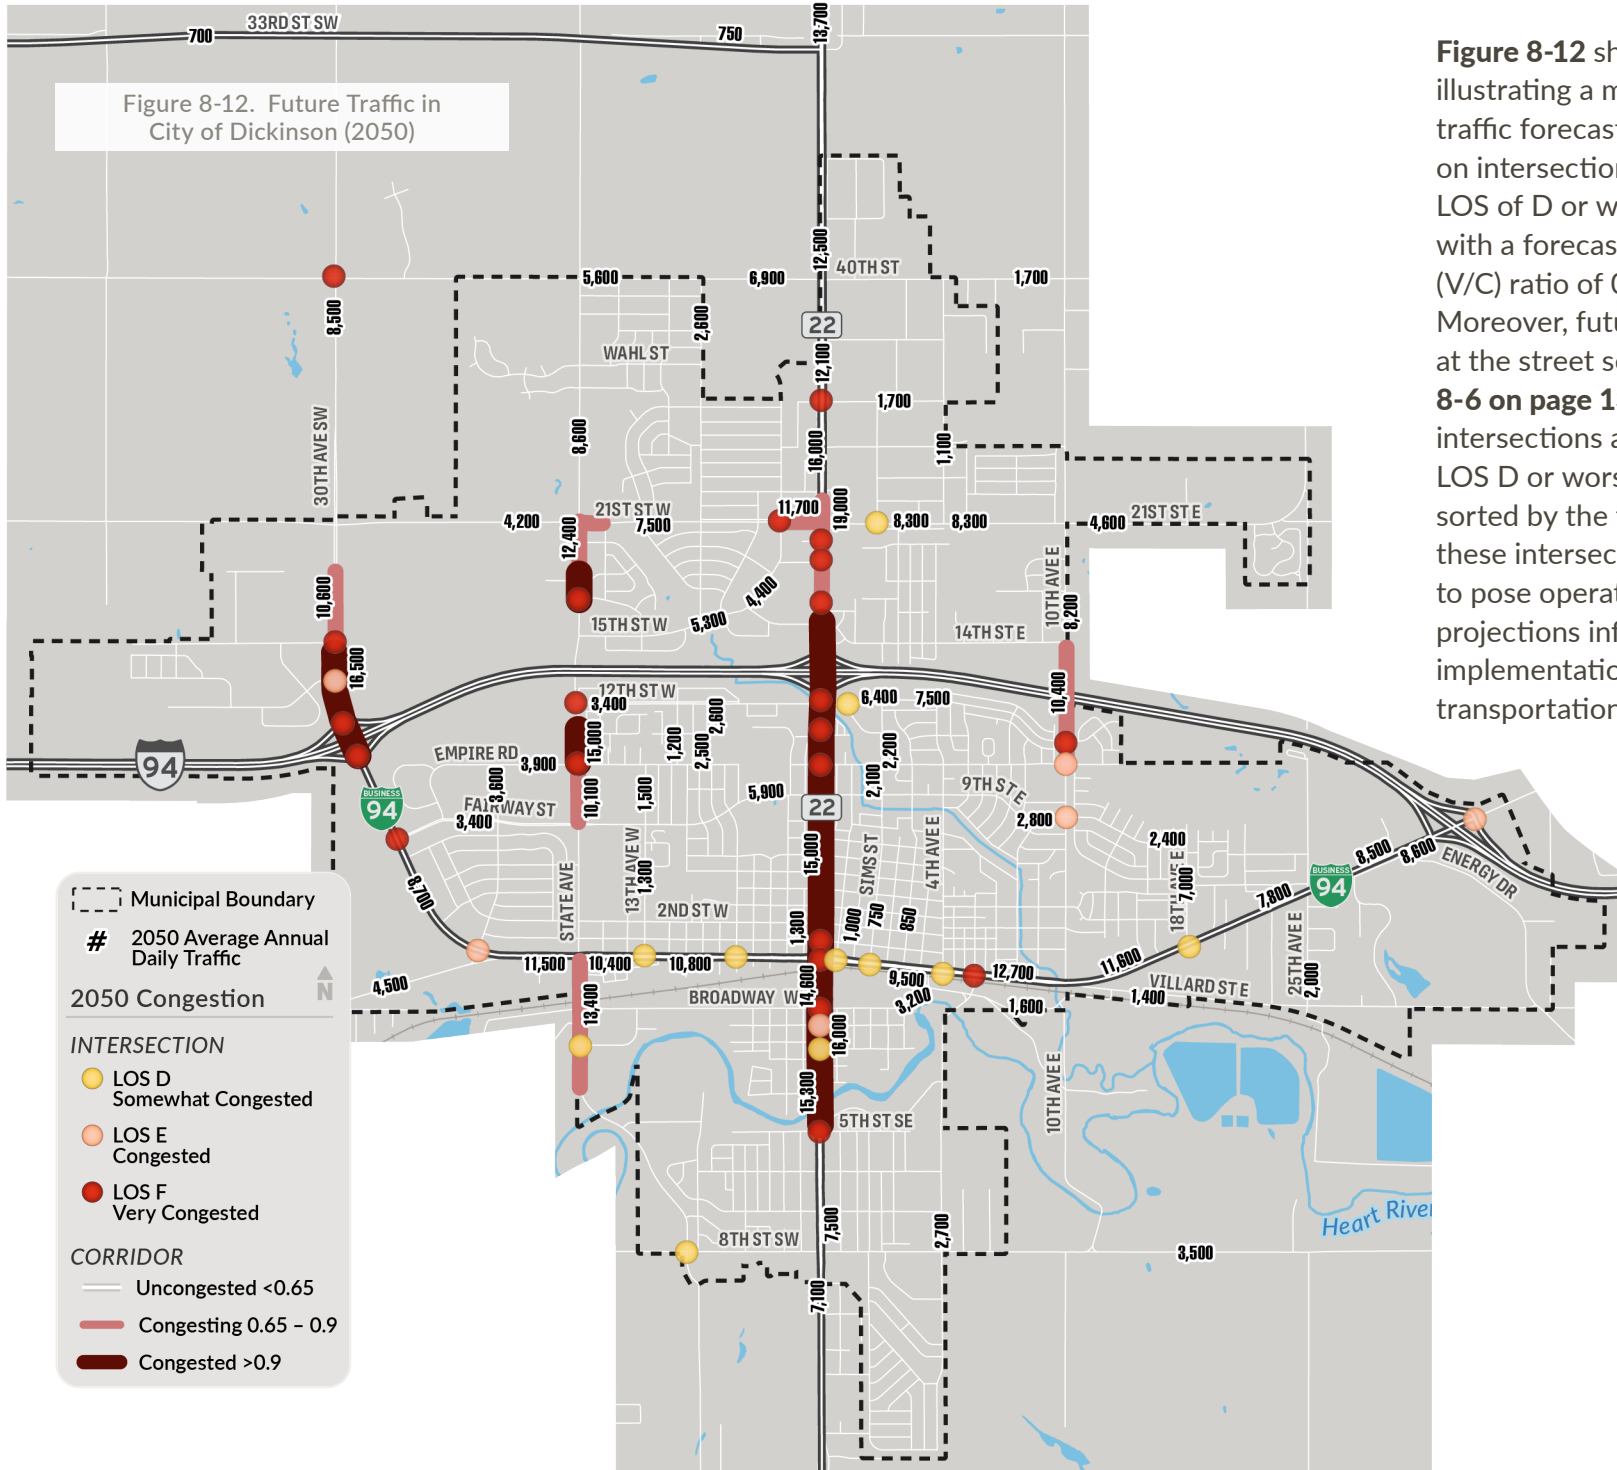 33RD ST SW
700
750
13,700
Figure 8-12. Future Traffic in
City of Dickinson (2050)
12,500
40TH ST
5,600
6,900
1,700
8,500
2,600
22
WAHL ST
12,100
1,700
30TH AVE SW
8,600
16,000
1,100
21ST ST W
4,200
7,500
12,400
11,700
19,000
8,300
8,300
4,600
21ST ST E
10,600
4,400
10TH AVE E
8,200
15TH ST W
5,300
14TH ST E
16,500
12TH ST W
3,400
6,400
7,500
10,400
2,600
15,000
1,200
2,500
2,200
EMPIRE RD
3,900
94
3,600
FAIRWAY ST
3,400
10,100
1,500
5,900
2,100
9TH ST E
BUSINESS
94
22
2,800
2,400
15,000
SIMS ST
4TH AVE E
8,500
8,600
ENERGY DR
BUSINESS
94
7,800
8,700
STATE AVE
13TH AVE W
1,300
2ND ST W
1,300
1,000
750
850
18TH AVE E
7,000
25TH AVE E
2,000
11,500
10,400
10,800
9,500
12,700
11,600
VILLARD ST E
4,500
BROADWAY W
14,600
3,200
1,600
1,400
13,400
16,000
15,300
10TH AVE E
5TH ST SE
8TH ST SW
7,500
2,700
3,500
7,100
Heart River
Municipal Boundary
#
2050 Average Annual
Daily Traffic
N
2050 Congestion
INTERSECTION
LOS D
Somewhat Congested
LOS E
Congested
LOS F
Very Congested
CORRIDOR
Uncongested <0.65
Congesting 0.65 – 0.9
Congested >0.9
Figure 8-12 sh
illustrating a m
traffic forecast
on intersection
LOS of D or w
with a forecas
(V/C) ratio of
Moreover, futu
at the street s
8-6 on page 1
intersections a
LOS D or wors
sorted by the
these intersec
to pose operat
projections inf
implementatio
transportation